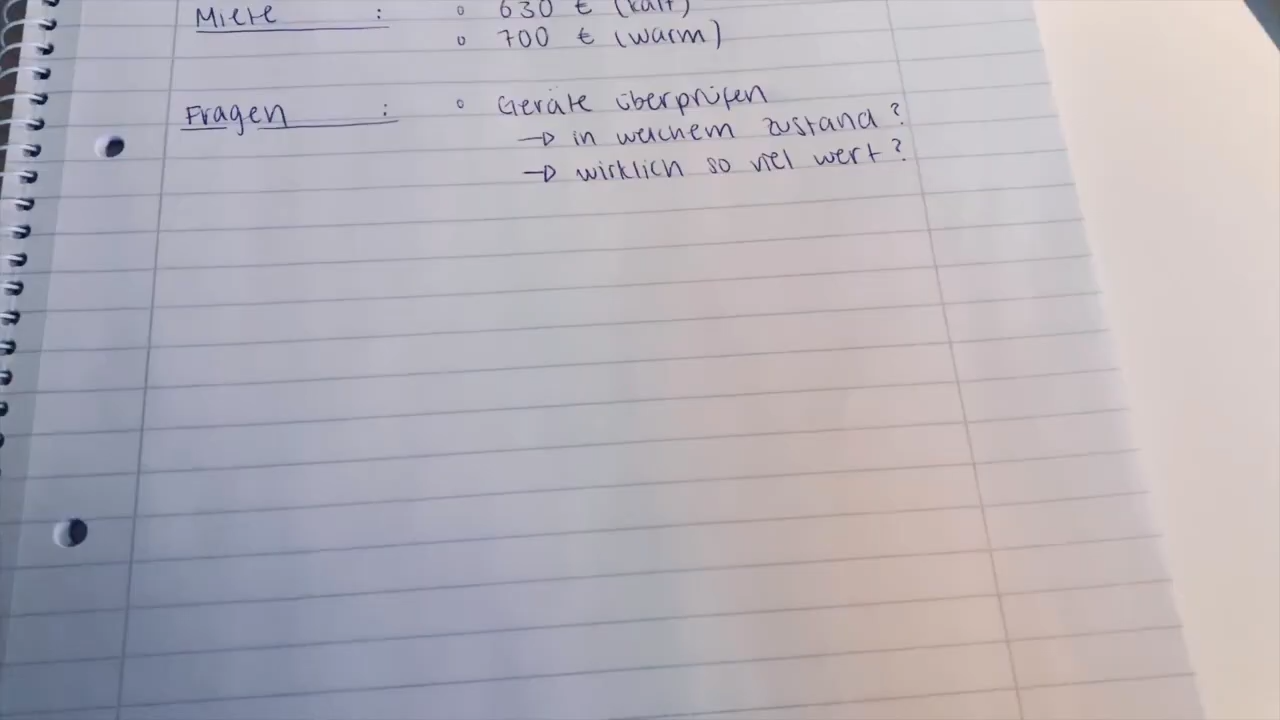 Miete : o 630 € (kalt)
o 700 € (warm)
Fragen : o Geräte überprüfen
→ in welchem zustand?
→ wirklich so viel wert?